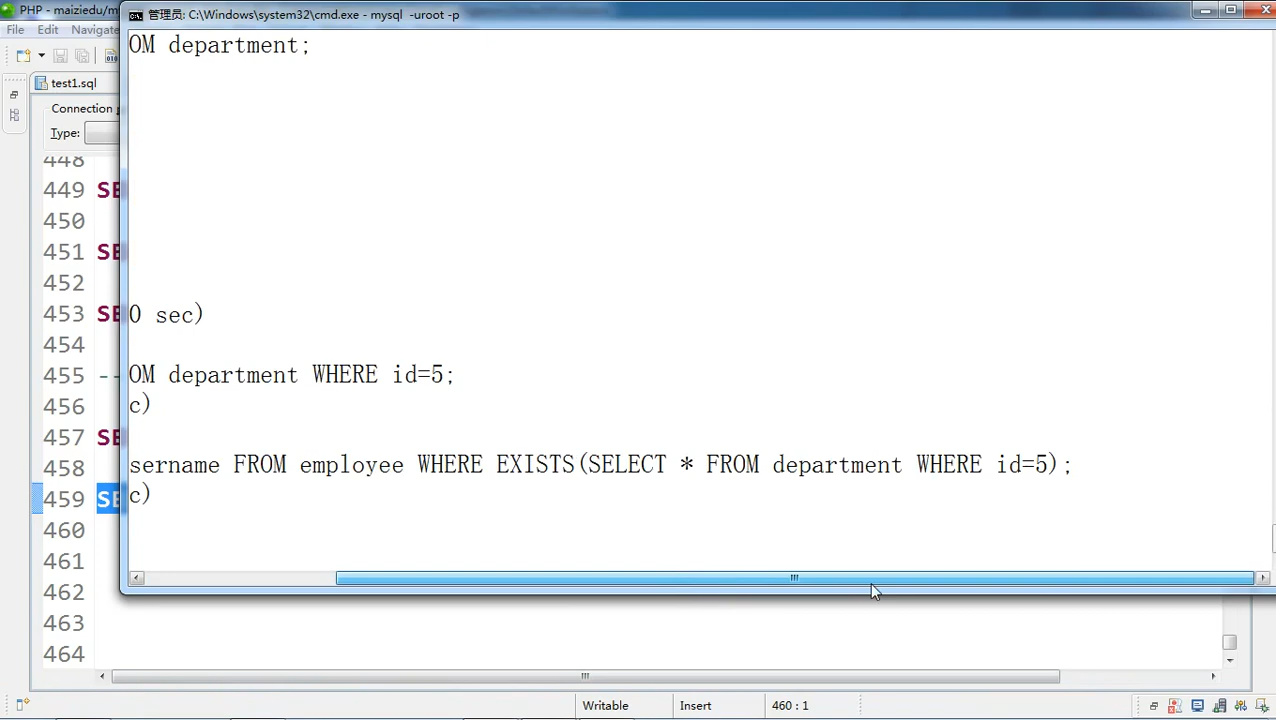 PHP - maiziedu/m
管理员: C:\Windows\system32\cmd.exe - mysql -uroot -p
File Edit Navigate
test1.sql
Connection
Type:
OM department;
0 sec)
OM department WHERE id=5;
c)
sername FROM employee WHERE EXISTS(SELECT * FROM department WHERE id=5);
c)
448
449 SE
450
451 SE
452
453 SE
454
455 --
456
457 SE
458
459 SE
460
461
462
463
464
Writable Insert 460 : 1